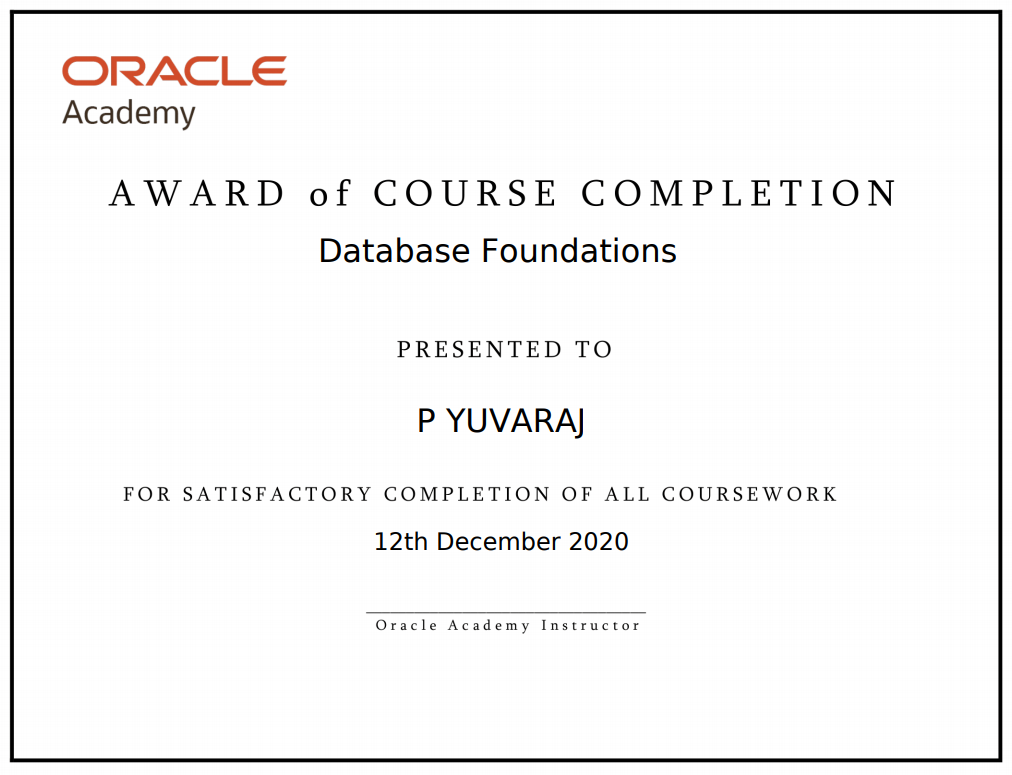 ORACLE
Academy
AWARD of COURSE COMPLETION
Database Foundations
PRESENTED TO
P YUVARAJ
FOR SATISFACTORY COMPLETION OF ALL COURSEWORK
12th December 2020
Oracle Academy Instructor